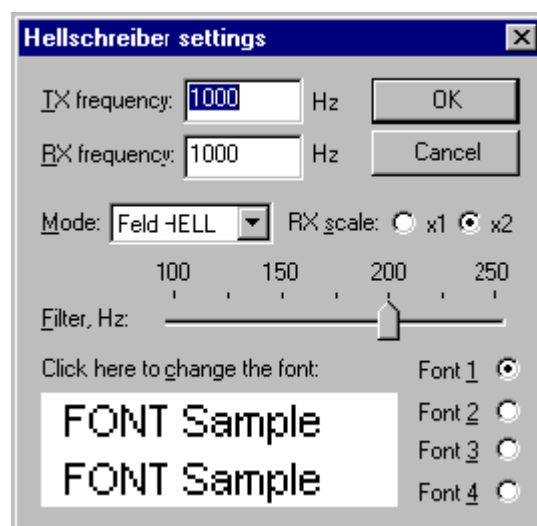 Hellschreiber settings
TX frequency: 1000 Hz OK
RX frequency: 1000 Hz Cancel
Mode: Feld HELL RX scale: x1 x2
100 150 200 250
Filter, Hz:
Click here to change the font: Font 1
FONT Sample Font 2
Font 3
FONT Sample Font 4